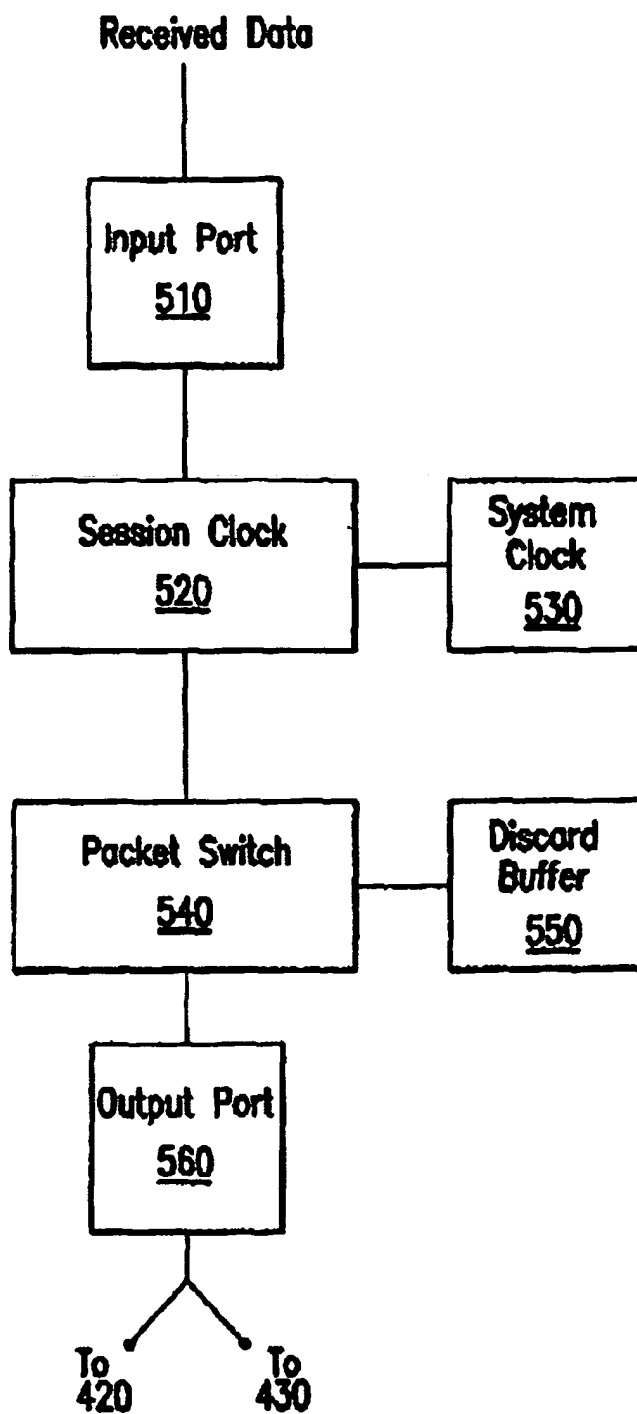 Received Data
Input Port
510
Session Clock
520
System
Clock
530
Packet Switch
540
Discard
Buffer
550
Output Port
560
To
420
To
430